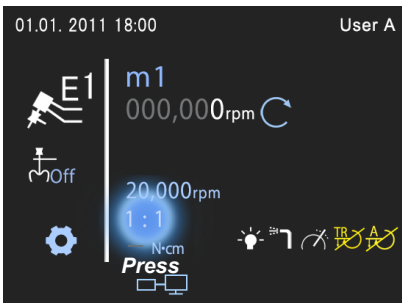 01.01. 2011 18:00 User A
E1
m1
000,000rpm
Off
20,000rpm
1 : 1
N•cm
TR A
Press